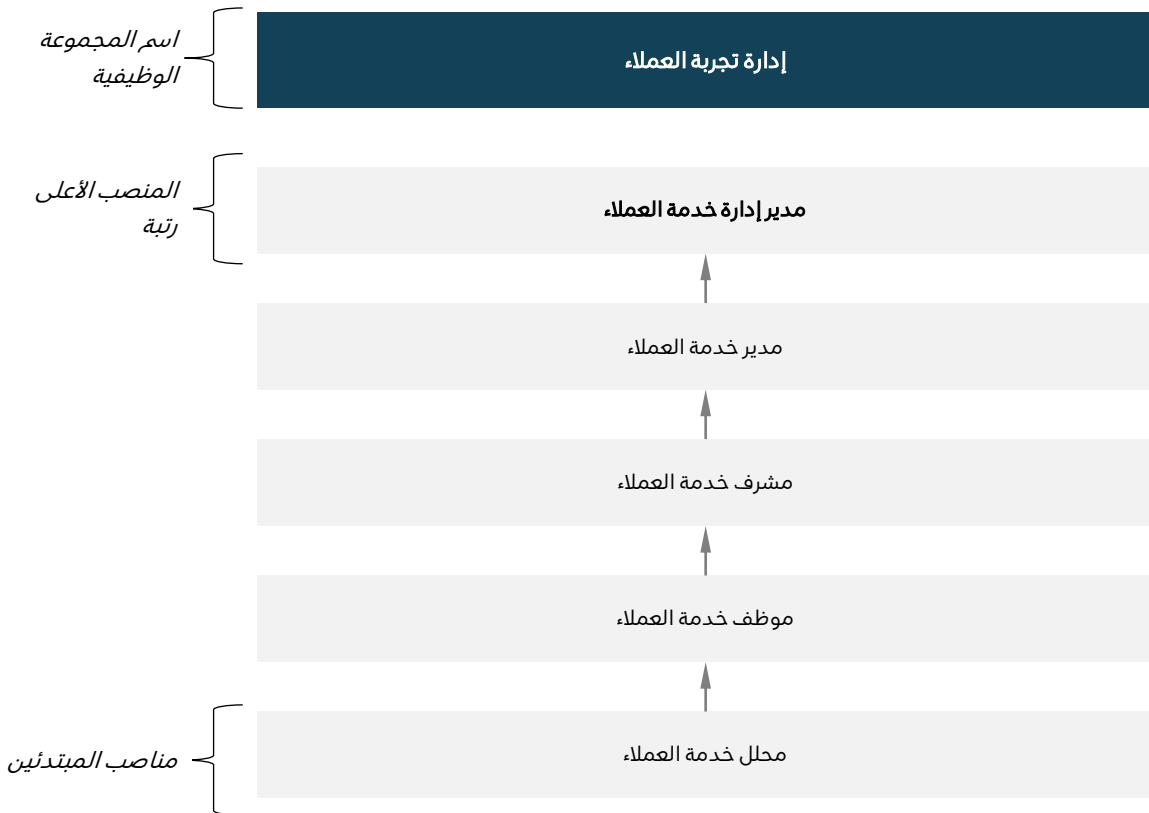 اسم المجموعة
الوظيفية
إدارة تجربة العملاء
المنصب الأعلى
رتبة
مدير إدارة خدمة العملاء
مدير خدمة العملاء
مشرف خدمة العملاء
موظف خدمة العملاء
مناصب المبتدئين
محلل خدمة العملاء